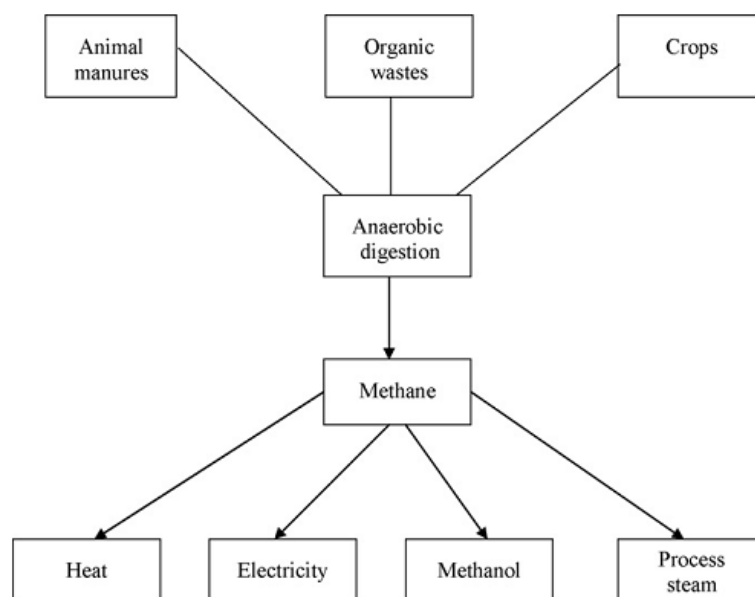 Animal
manures
Organic
wastes
Crops
Anaerobic
digestion
Methane
Heat
Electricity
Methanol
Process
steam